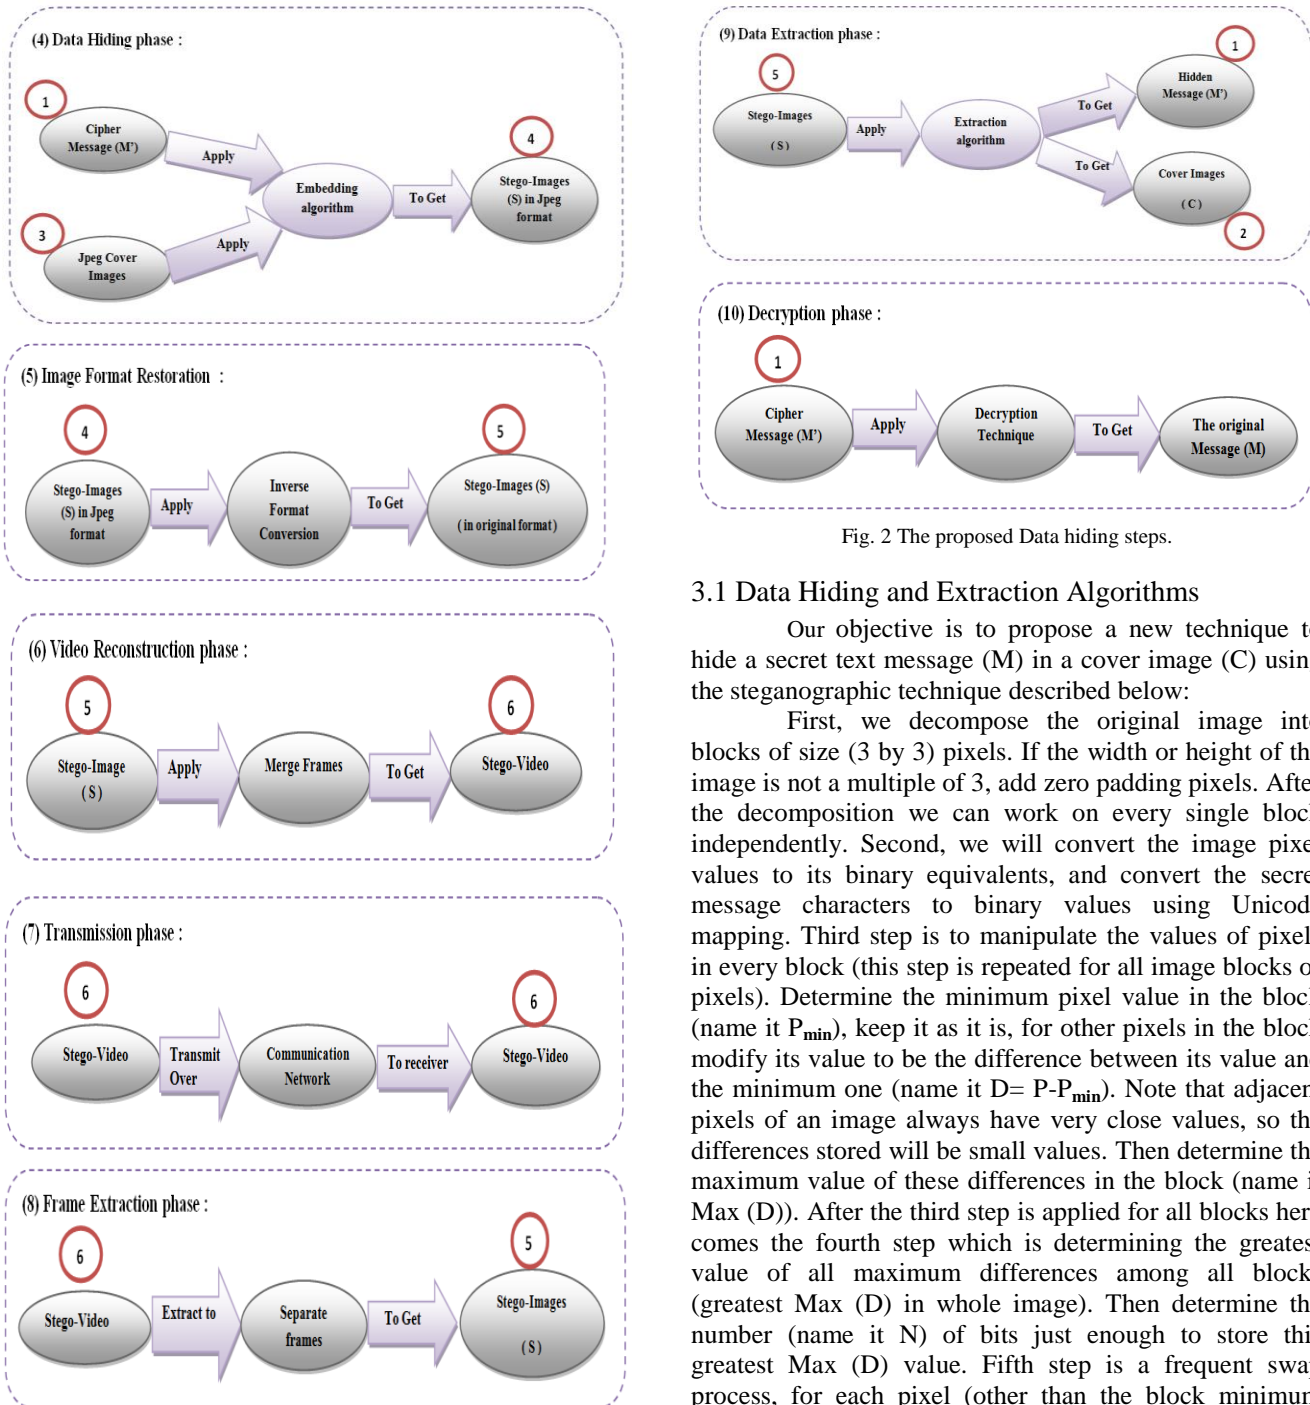 (4) Data Hiding phase :
1
Cipher
Message (M’)
Apply
3
Jpeg Cover
Images
Apply
Embedding
algorithm
To Get
4
Stego-Images
(S) in Jpeg
format
(5) Image Format Restoration :
4
Stego-Images
(S) in Jpeg
format
Apply
Inverse
Format
Conversion
To Get
5
Stego-Images (S)
( in original format)
(6) Video Reconstruction phase :
5
Stego-Image
( S )
Apply
Merge Frames
To Get
6
Stego-Video
(7) Transmission phase :
6
Stego-Video
Transmit
Over
Communication
Network
To receiver
6
Stego-Video
(8) Frame Extraction phase :
6
Stego-Video
Extract to
Separate
frames
To Get
5
Stego-Images
( S )
(9) Data Extraction phase :
5
Stego-Images
( S )
Apply
Extraction
algorithm
To Get
1
Hidden
Message (M’)
To Get
Cover Images
( C )
2
(10) Decryption phase :
1
Cipher
Message (M’)
Apply
Decryption
Technique
To Get
The original
Message (M)
Fig. 2 The proposed Data hiding steps.
3.1 Data Hiding and Extraction Algorithms
Our objective is to propose a new technique to
hide a secret text message (M) in a cover image (C) usin
the steganographic technique described below:
First, we decompose the original image int
blocks of size (3 by 3) pixels. If the width or height of th
image is not a multiple of 3, add zero padding pixels. Afte
the decomposition we can work on every single block
independently. Second, we will convert the image pixe
values to its binary equivalents, and convert the secre
message characters to binary values using Unicod
mapping. Third step is to manipulate the values of pixel
in every block (this step is repeated for all image blocks o
pixels). Determine the minimum pixel value in the block
(name it Pmin), keep it as it is, for other pixels in the block
modify its value to be the difference between its value and
the minimum one (name it D= P-Pmin). Note that adjacen
pixels of an image always have very close values, so th
differences stored will be small values. Then determine th
maximum value of these differences in the block (name i
Max (D)). After the third step is applied for all blocks her
comes the fourth step which is determining the greates
value of all maximum differences among all block
(greatest Max (D) in whole image). Then determine th
number (name it N) of bits just enough to store thi
greatest Max (D) value. Fifth step is a frequent swap
process, for each pixel (other than the block minimum